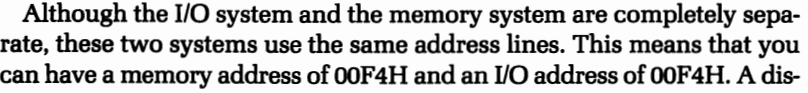 Although the I/O system and the memory system are completely sepa-
rate, these two systems use the same address lines. This means that you
can have a memory address of 00F4H and an I/O address of 00F4H. A dis-